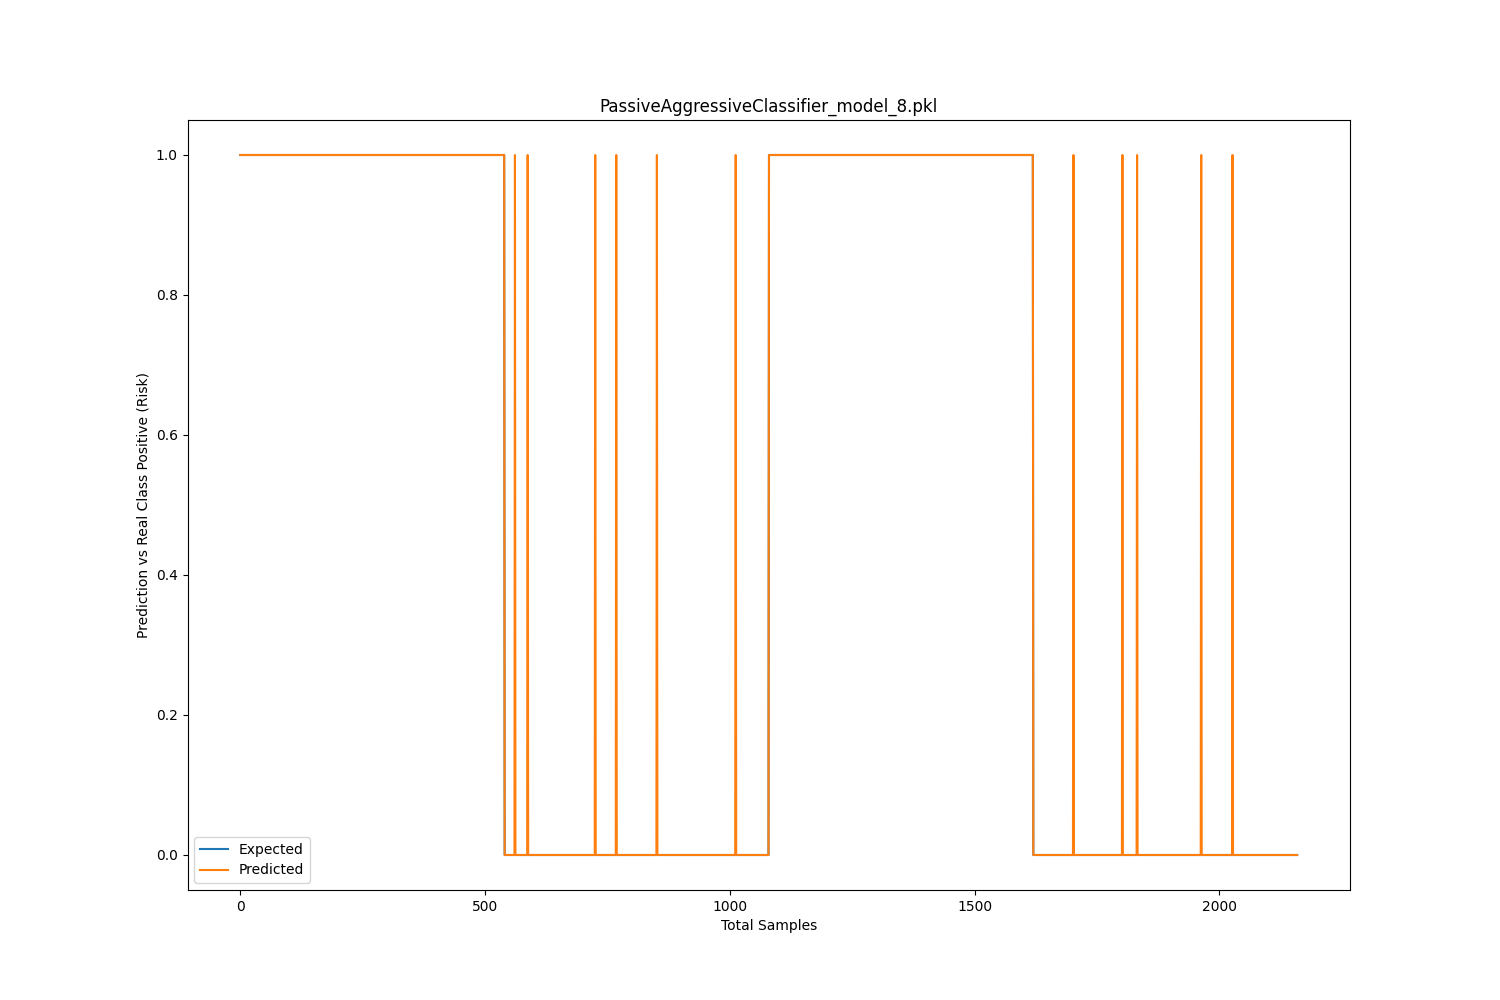 PassiveAggressiveClassifier_model_8.pkl
1.0
0.8
0.6
0.4
0.2
0.0
Prediction vs Real Class Positive (Risk)
Expected
Predicted
0
500
1000
1500
2000
Total Samples